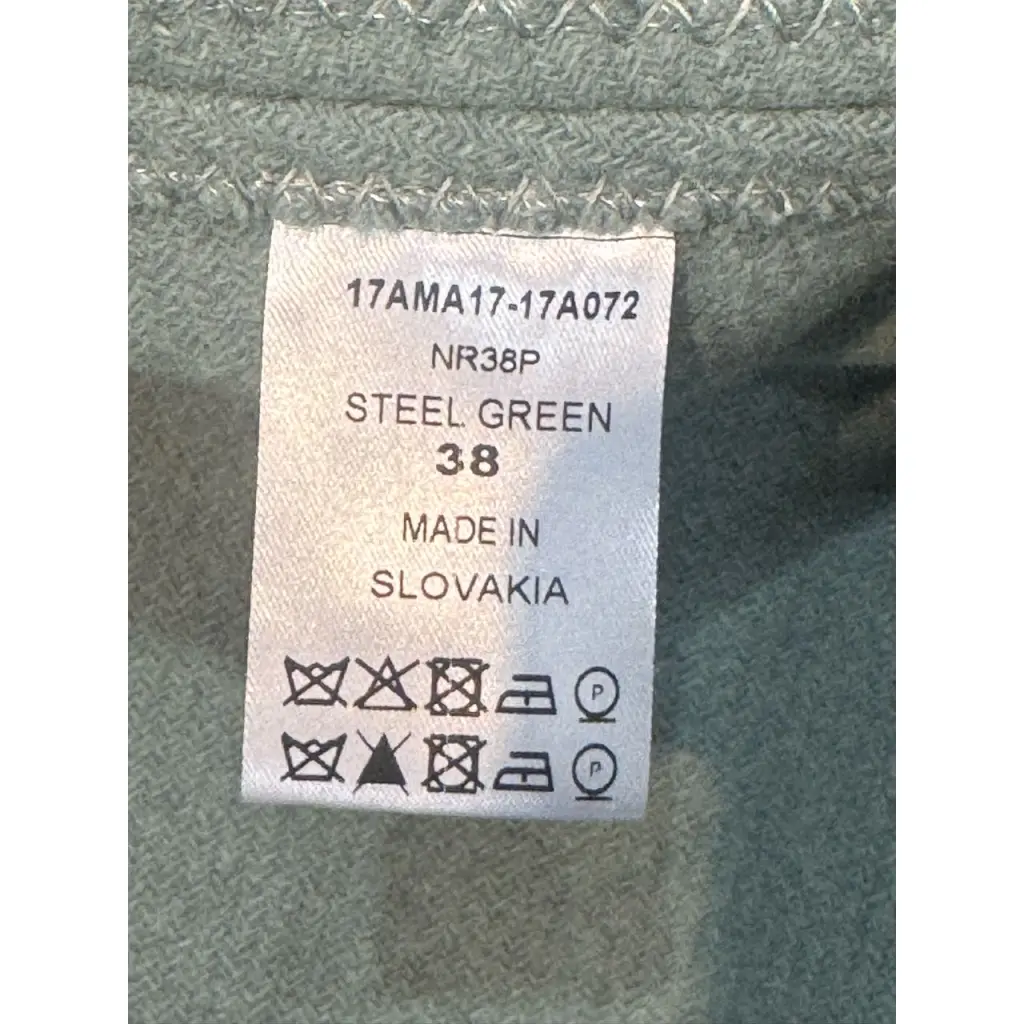 17AMA17-17A072
NR38P
STEEL GREEN
38
MADE IN
SLOVAKIA
P
P